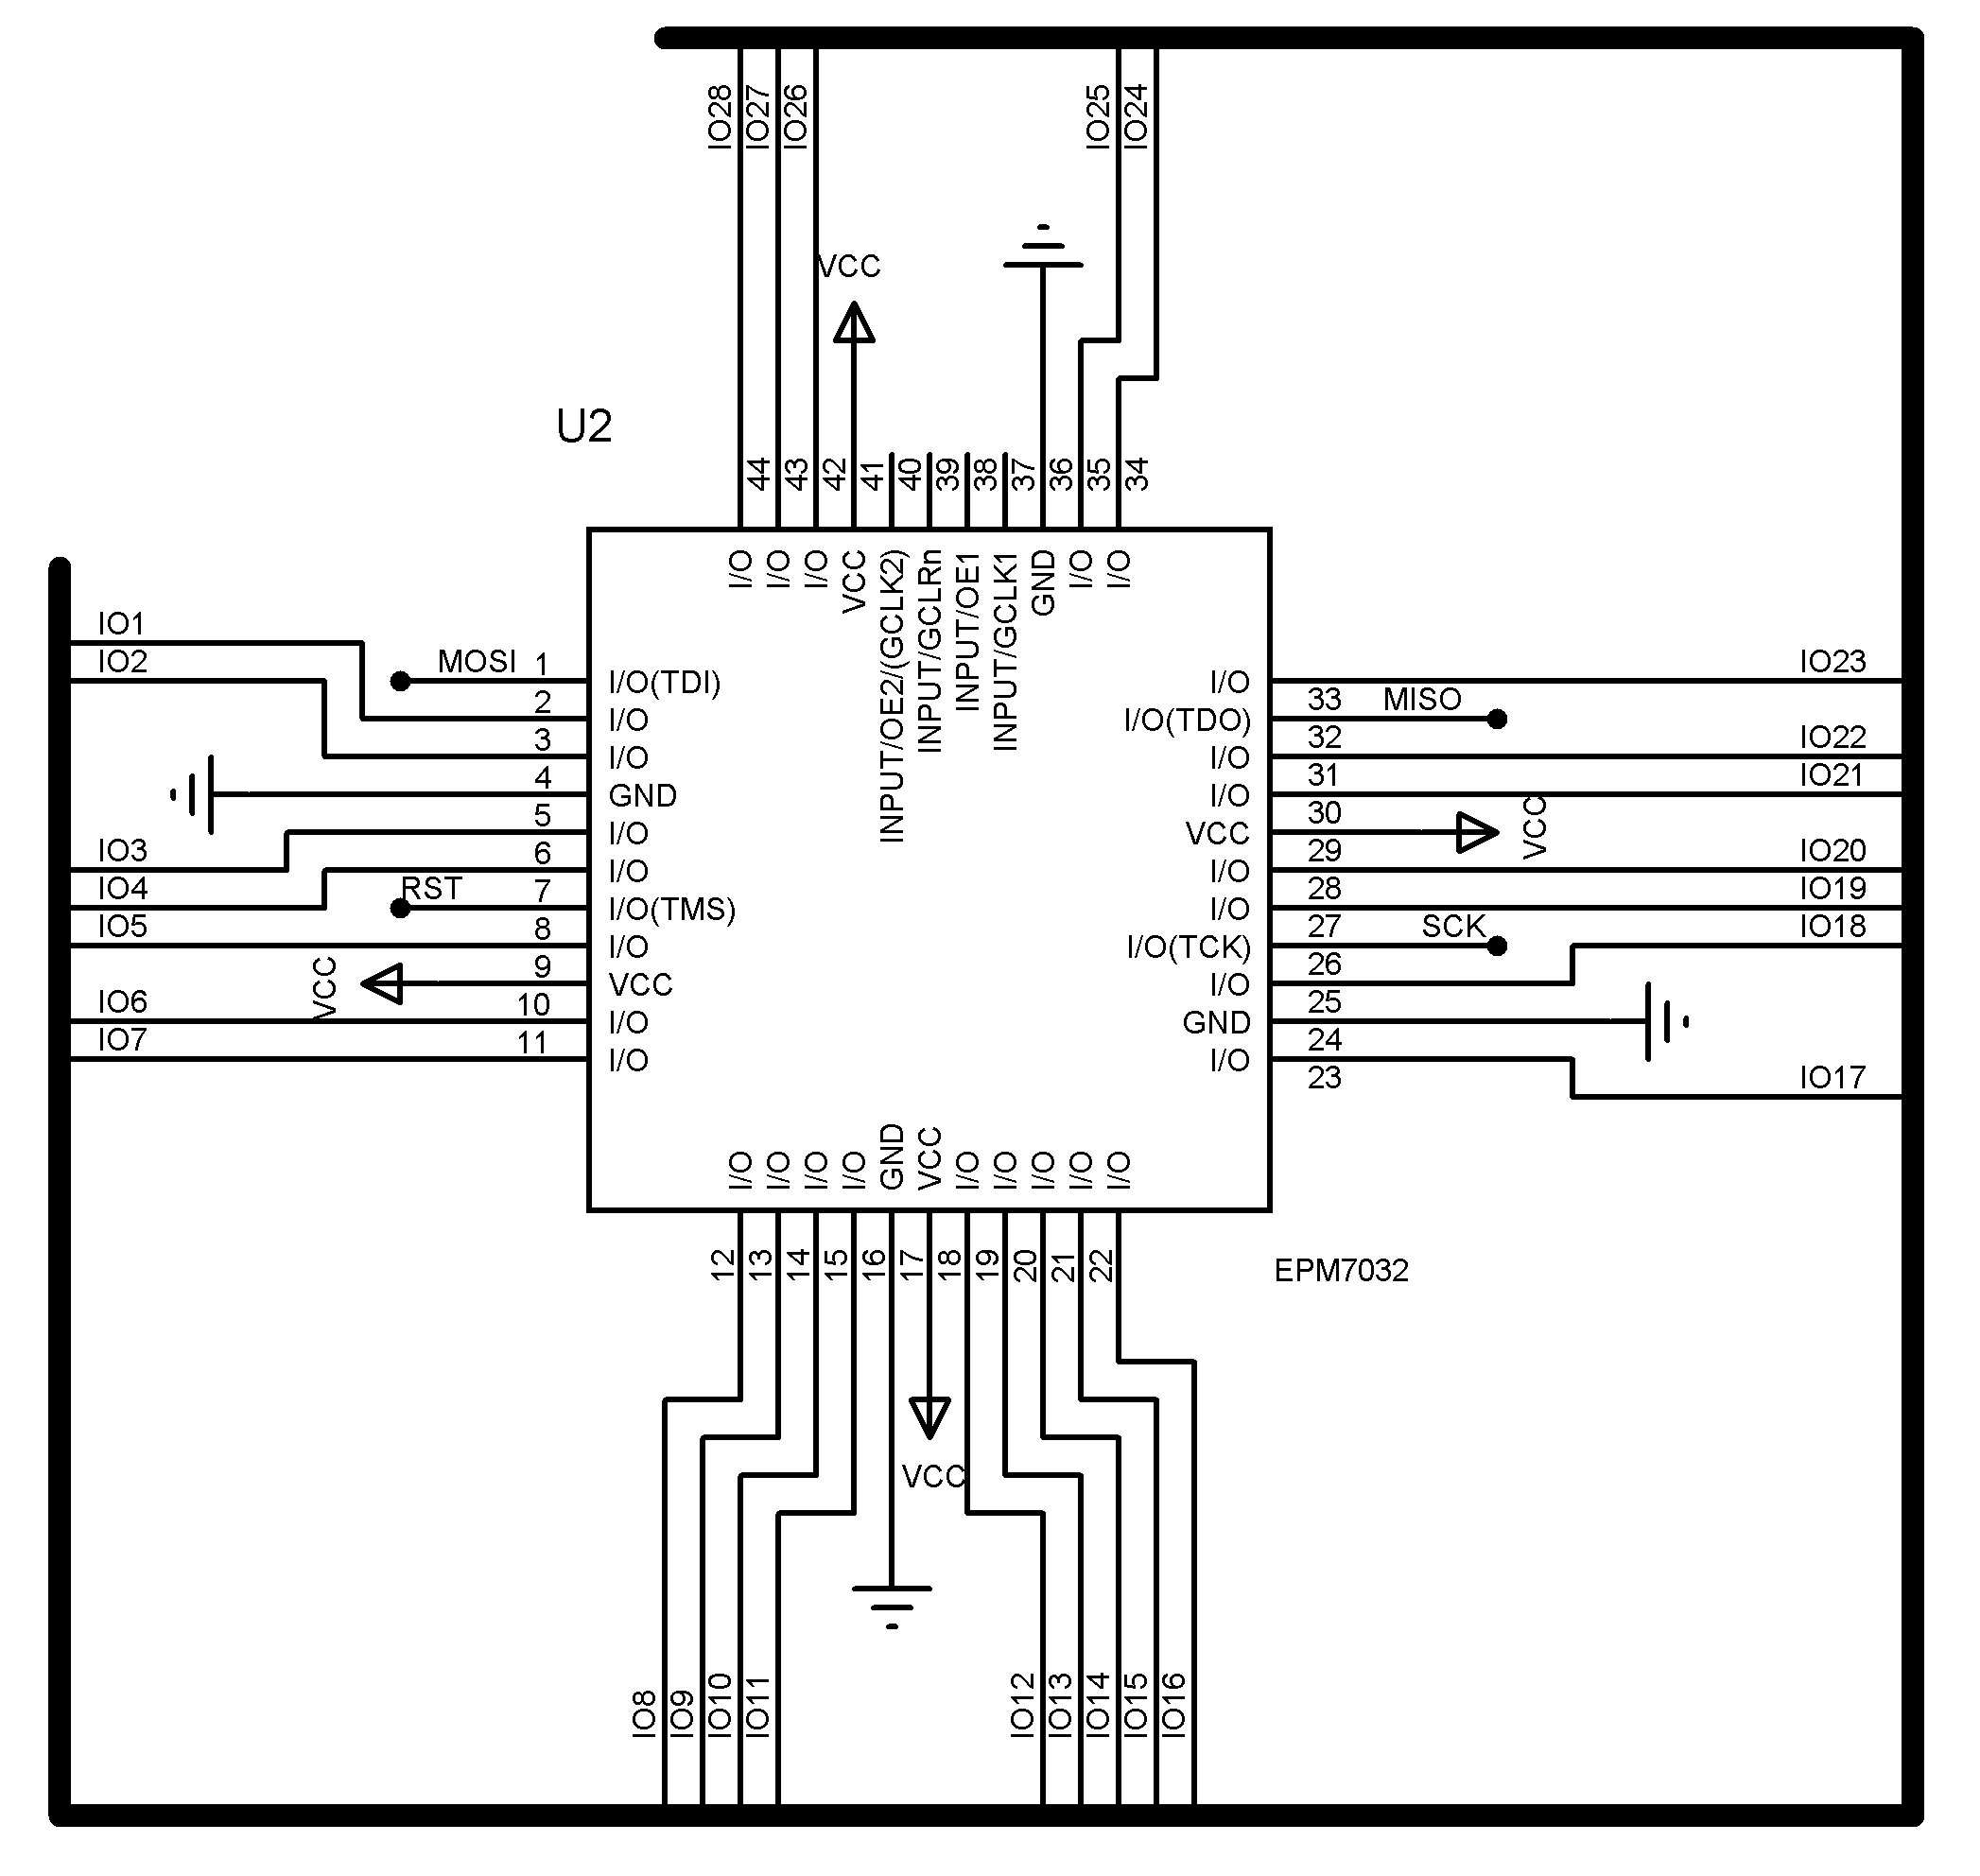 IO28
IO27
IO26
IO25
IO24
VCC
U2
44
43
42
41
40
39
38
37
36
35
34
I/O
I/O
I/O
VCC
INPUT/OE2/(GCLK2)
INPUT/GCLRn
INPUT/OE1
INPUT/GCLK1
GND
I/O
I/O
IO1
IO2
MOSI 1 I/O(TDI)
2 I/O
3 I/O
4 GND
5 I/O
IO3
6 I/O
IO4
RST 7 I/O(TMS)
IO5
8 I/O
VCC
9 VCC
IO6
10 I/O
IO7
11 I/O
I/O 33 IO23
I/O(TDO) 32 MISO
I/O 31 IO22
I/O 30 IO21
VCC 29 VCC
I/O 28 IO20
I/O 27 IO19
I/O(TCK) 26 SCK
I/O 25 IO18
GND 24
I/O 23 IO17
I/O
I/O
I/O
I/O
GND
VCC
I/O
I/O
I/O
I/O
I/O
12
13
14
15
16
17
18
19
20
21
22
EPM7032
VCC
IO8
IO9
IO10
IO11
IO12
IO13
IO14
IO15
IO16